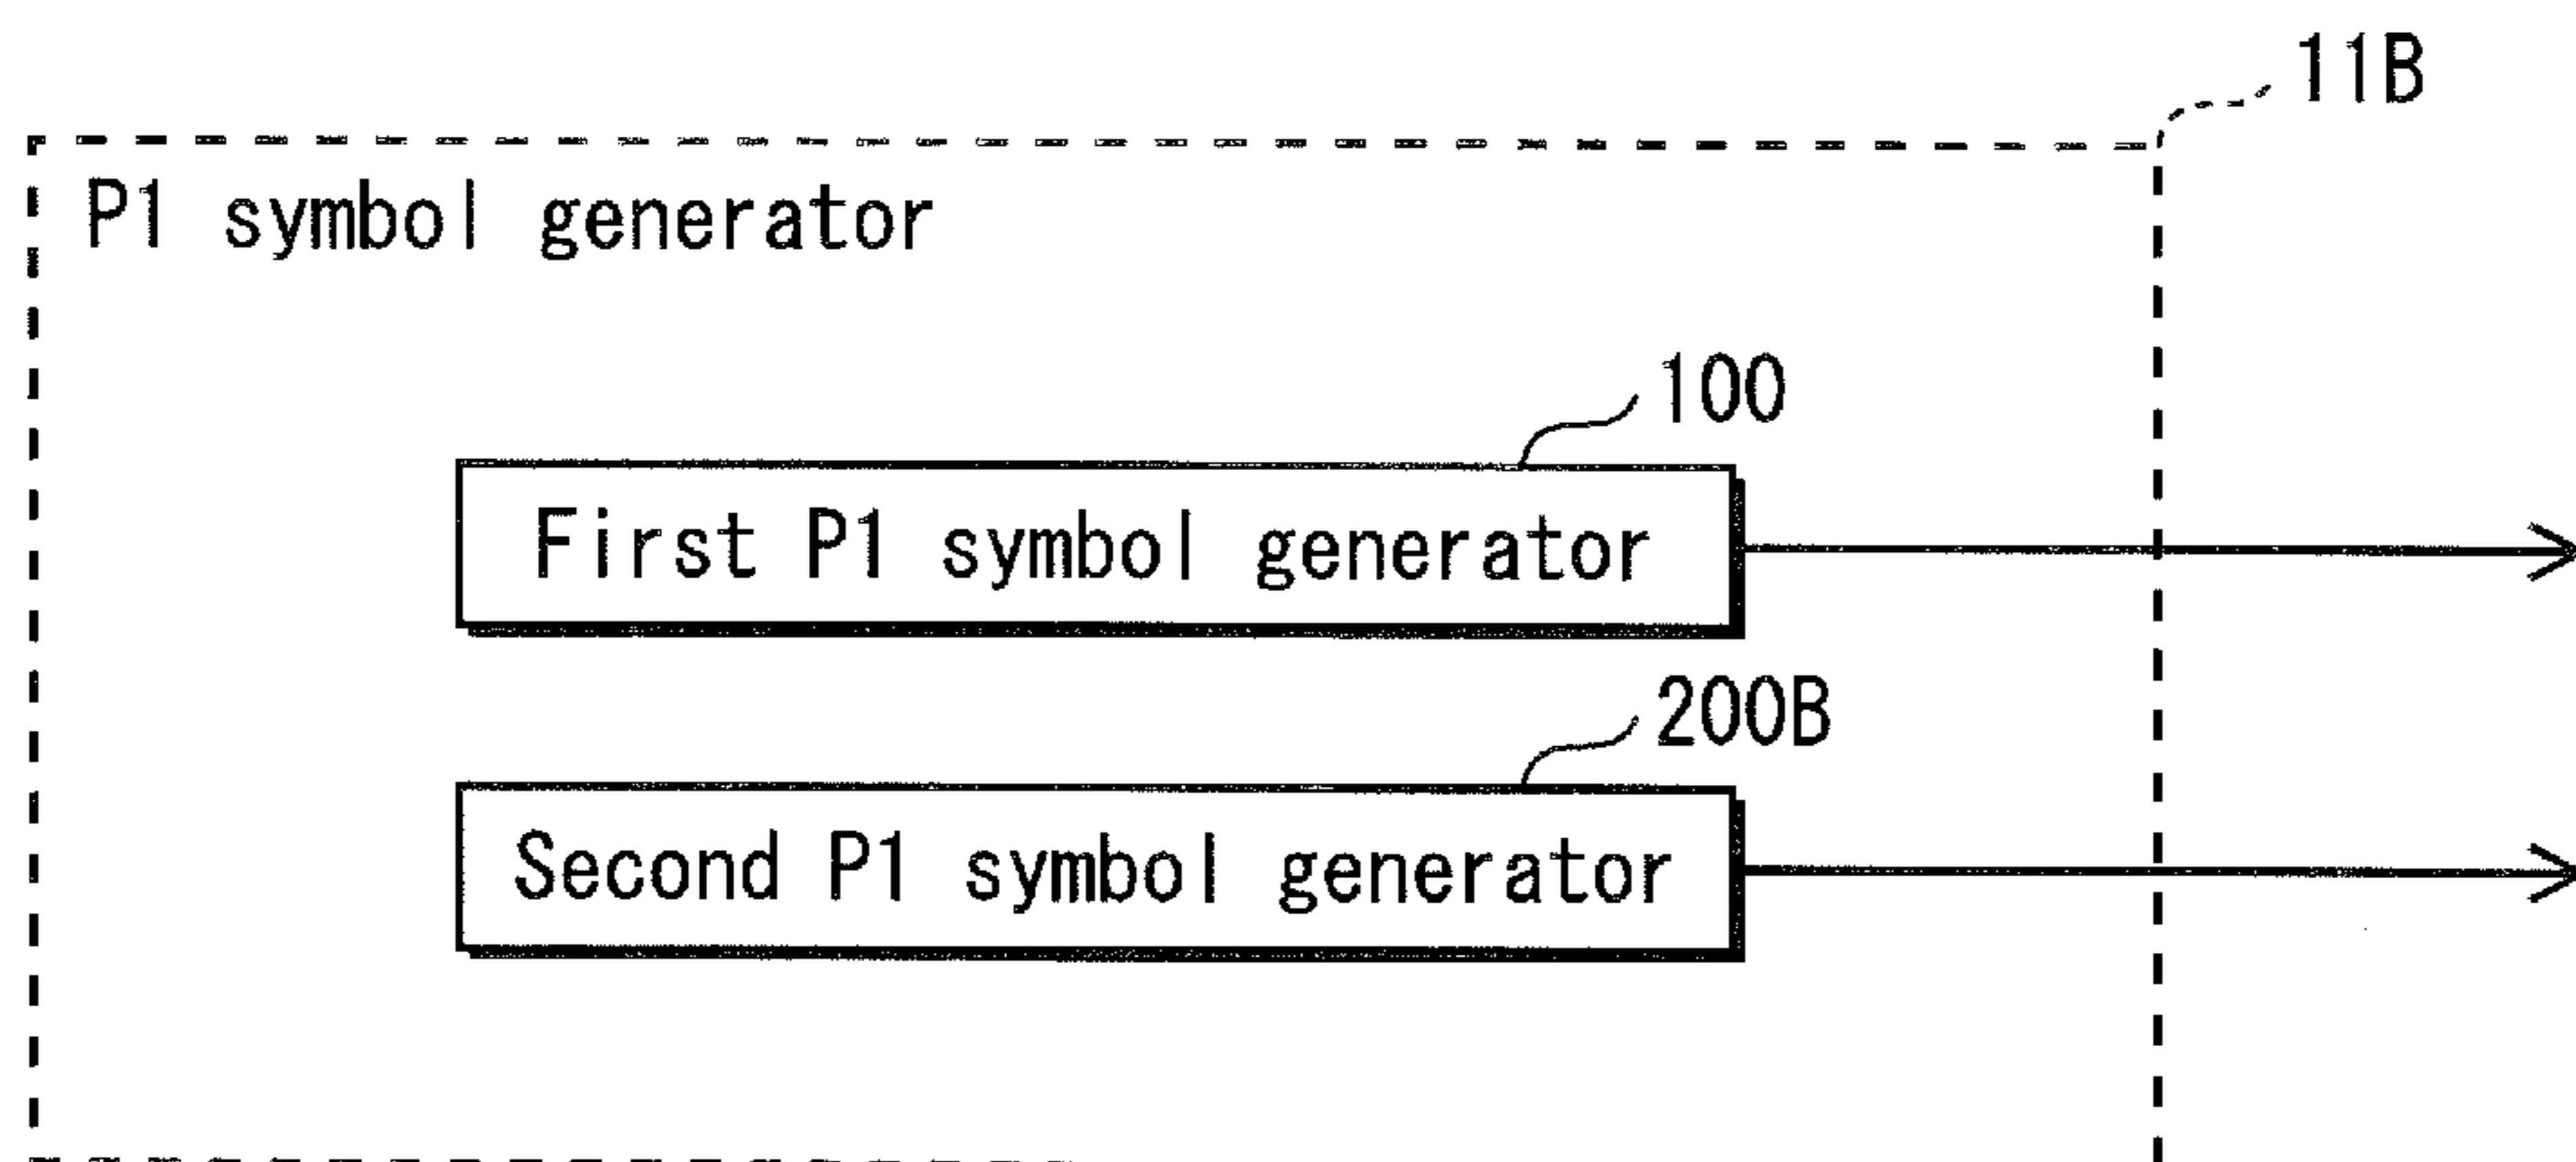 11B
P1 symbol generator
100
First P1 symbol generator
200B
Second P1 symbol generator